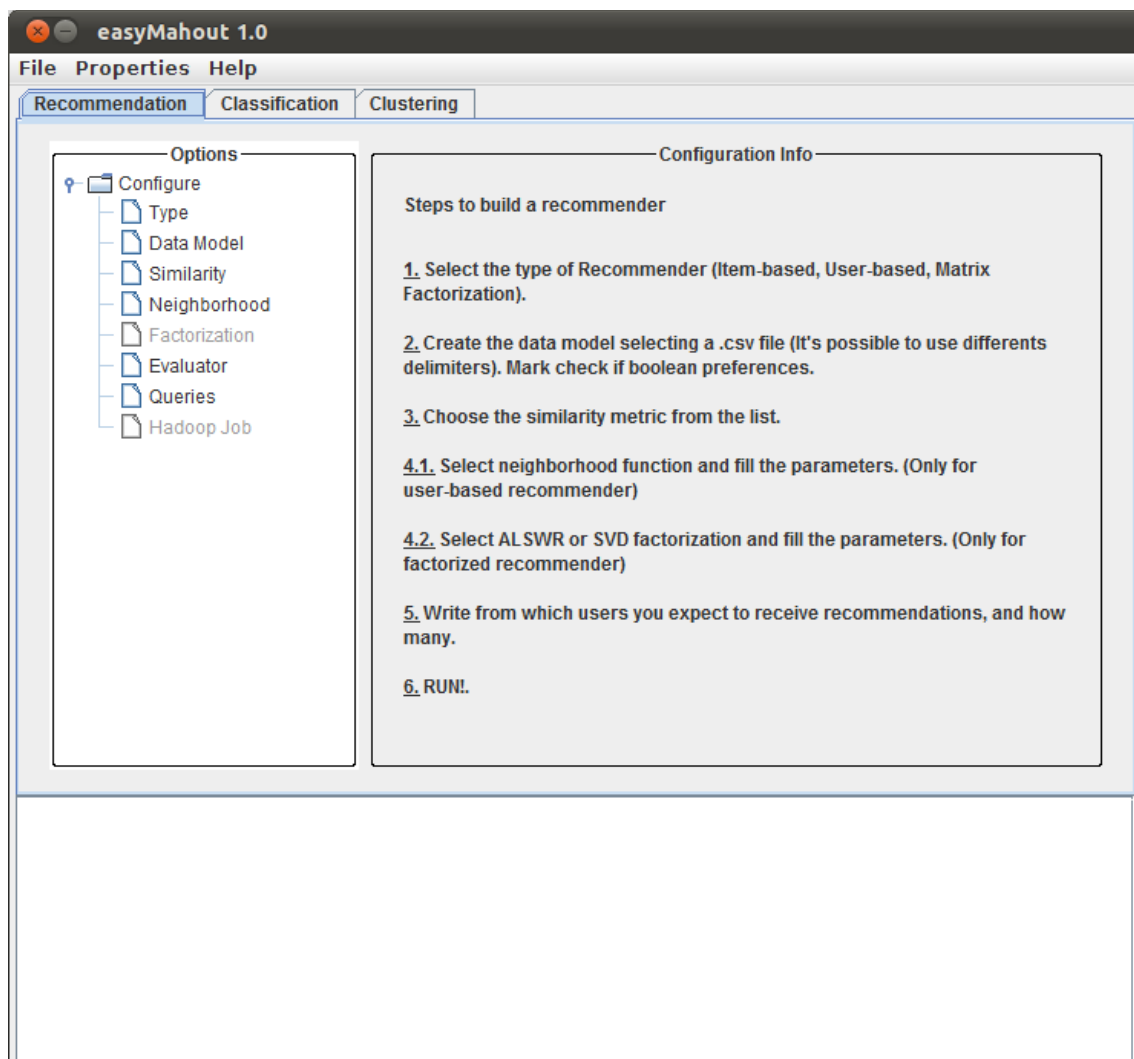 easyMahout 1.0
File Properties Help
Recommendation Classification Clustering
Options
Configure
Type
Data Model
Similarity
Neighborhood
Factorization
Evaluator
Queries
Hadoop Job
Configuration Info
Steps to build a recommender
1. Select the type of Recommender (Item-based, User-based, Matrix
Factorization).
2. Create the data model selecting a .csv file (It's possible to use differents
delimiters). Mark check if boolean preferences.
3. Choose the similarity metric from the list.
4.1. Select neighborhood function and fill the parameters. (Only for
user-based recommender)
4.2. Select ALSWR or SVD factorization and fill the parameters. (Only for
factorized recommender)
5. Write from which users you expect to receive recommendations, and how
many.
6. RUN!.